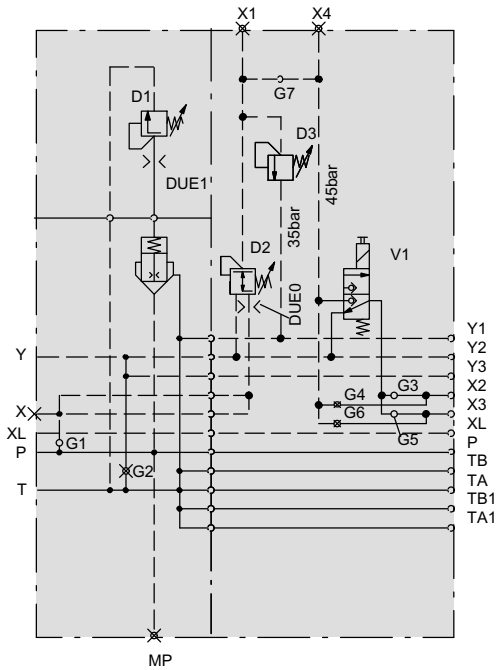 X1 X4
G7
D1
D3
DUE1
35bar
45bar
D2
DUE0
V1
Y
X
XL
P
T
G1
G2
G4
G6
G3
G5
Y1
Y2
Y3
X2
X3
XL
P
TB
TA
TB1
TA1
MP